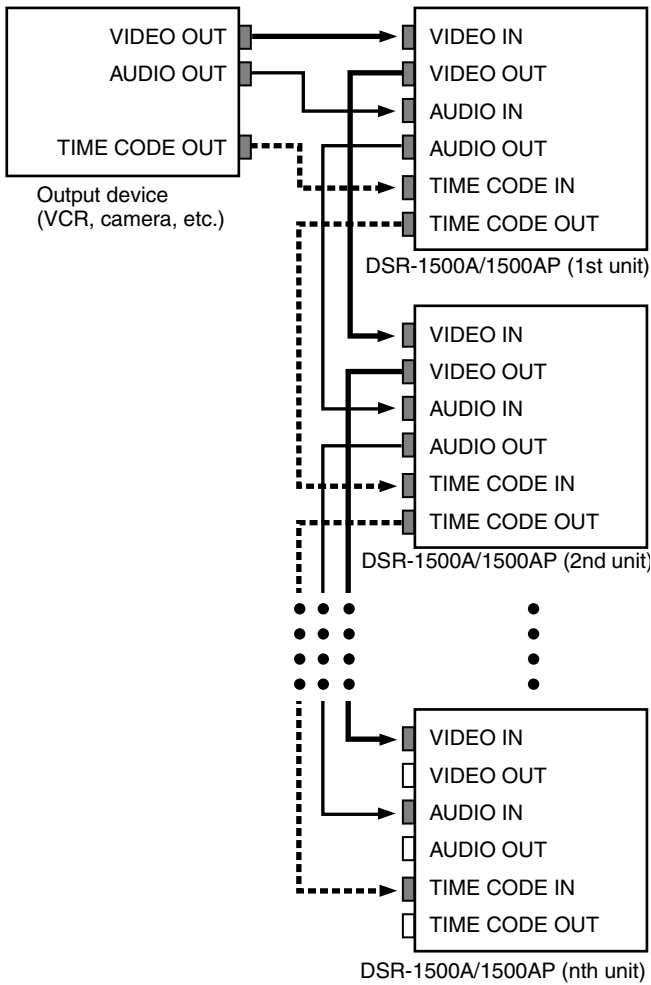 VIDEO OUT
AUDIO OUT
TIME CODE OUT
Output device
(VCR, camera, etc.)
VIDEO IN
VIDEO OUT
AUDIO IN
AUDIO OUT
TIME CODE IN
TIME CODE OUT
DSR-1500A/1500AP (1st unit)
VIDEO IN
VIDEO OUT
AUDIO IN
AUDIO OUT
TIME CODE IN
TIME CODE OUT
DSR-1500A/1500AP (2nd unit)
VIDEO IN
VIDEO OUT
AUDIO IN
AUDIO OUT
TIME CODE IN
TIME CODE OUT
DSR-1500A/1500AP (nth unit)